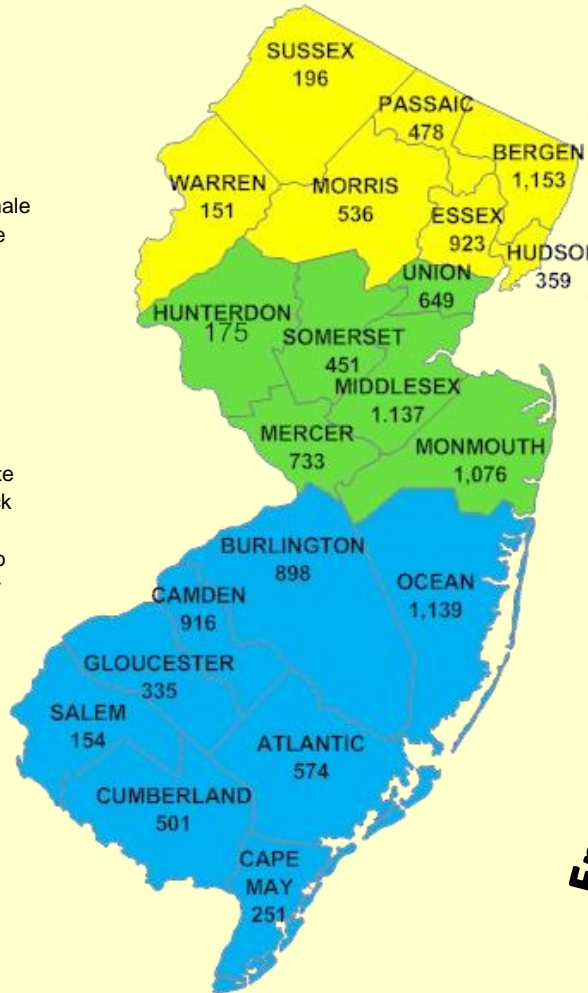 SUSSEX
196
PASSAIC
478
BERGEN
1,153
WARREN
151
MORRIS
536
ESSEX
923
HUDSON
359
UNION
649
HUNTERDON
175
SOMERSET
451
MIDDLESEX
1.137
MERCER
733
MONMOUTH
1,076
BURLINGTON
898
OCEAN
1,139
CAMDEN
916
GLOUCESTER
335
SALEM
154
ATLANTIC
574
CUMBERLAND
501
CAPE
MAY
251